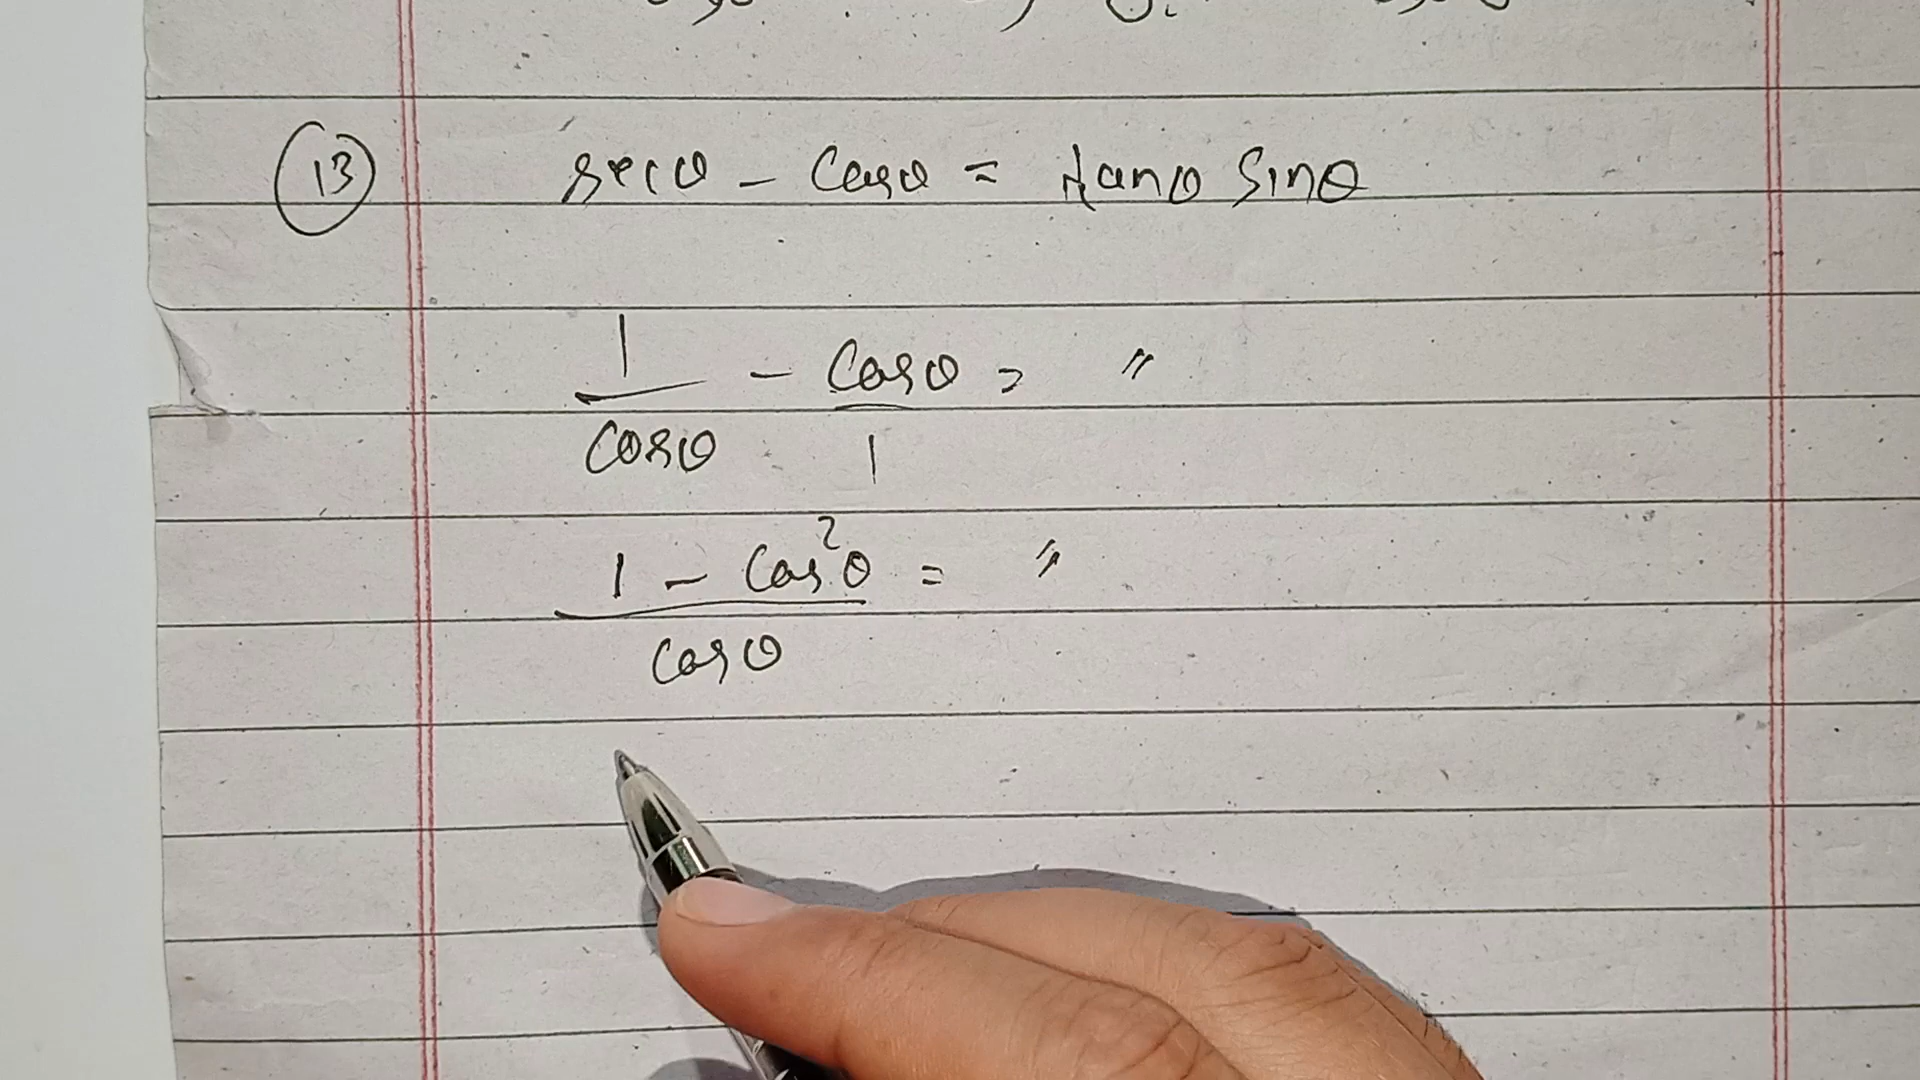 13 secθ - cosθ = tanθ sinθ
1/cosθ - cosθ/1 = "
1 - cos²θ / cosθ = "